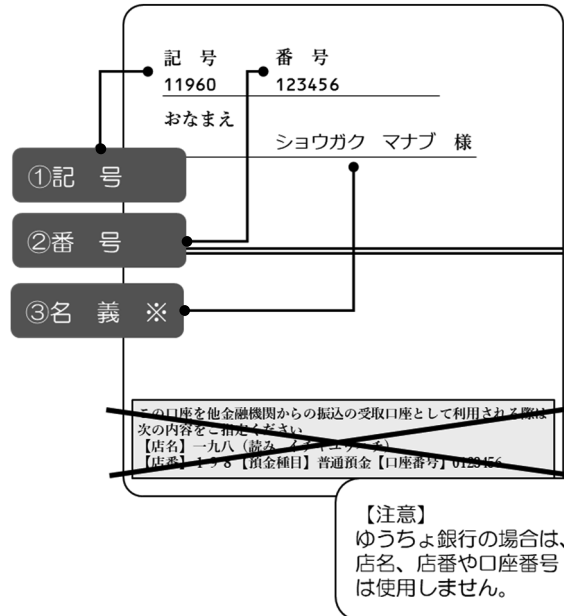 記 号 番 号
11960 123456
おなまえ
ショウガク マナブ 様
①記 号
②番 号
③名 義 ※
この口座を他金融機関からの振込の受取口座として利用される際は
次の内容をご指定ください
【店名】一九八（読み
【店番】198【預金種目】普通預金【口座番号】0123456
【注意】
ゆうちょ銀行の場合は、
店名、店番や口座番号
は使用しません。